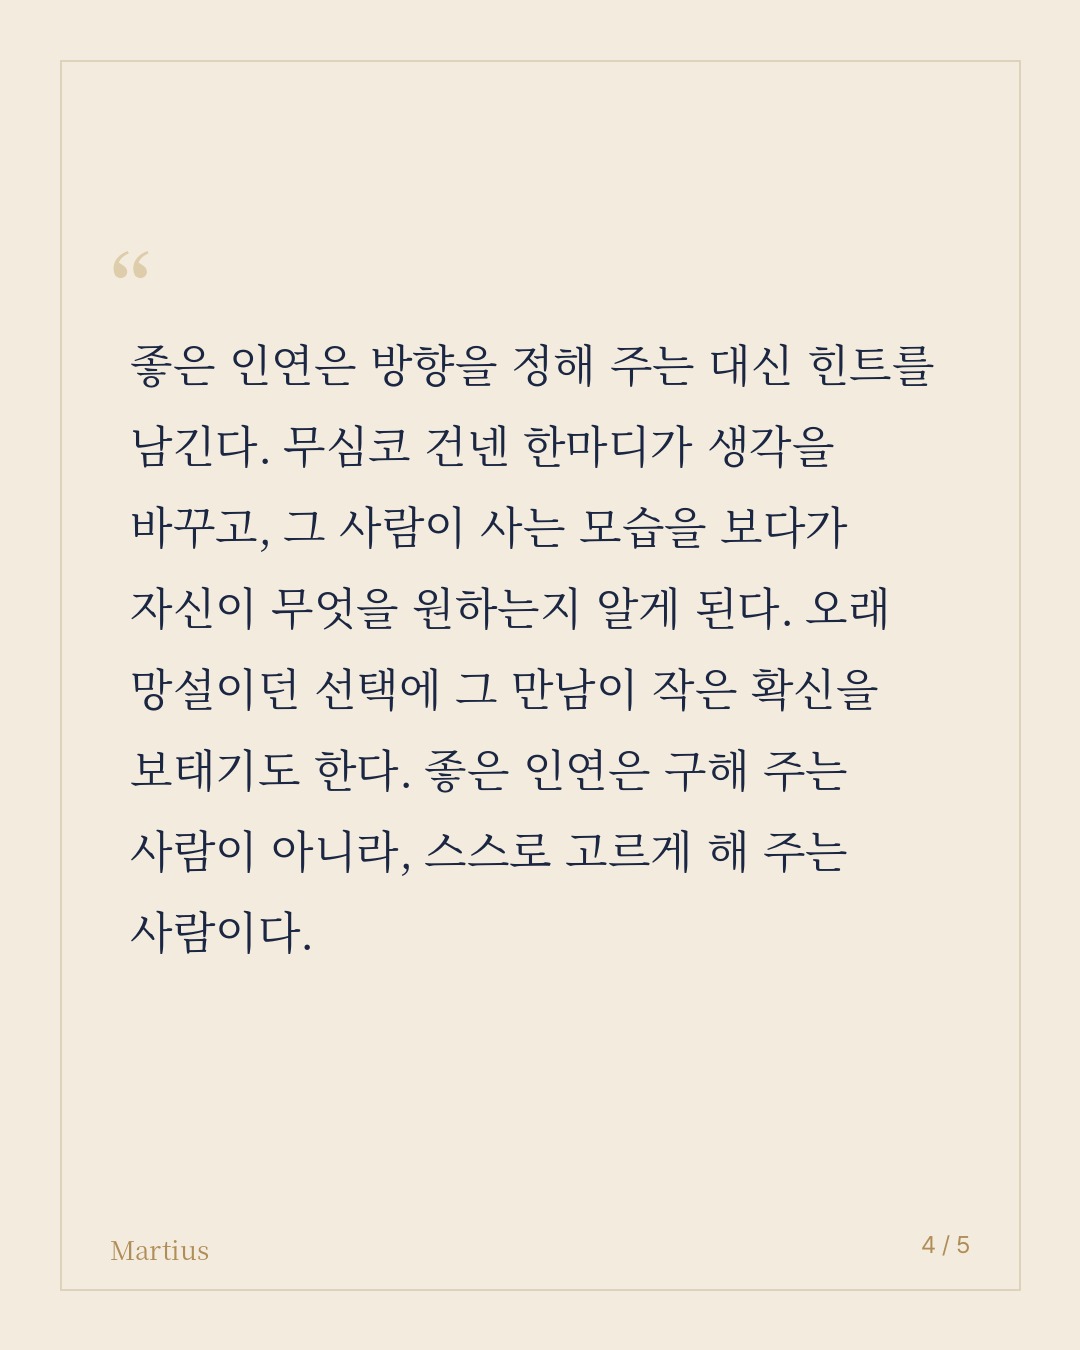 “
좋은 인연은 방향을 정해 주는 대신 힌트를
남긴다. 무심코 건넨 한마디가 생각을
바꾸고, 그 사람이 사는 모습을 보다가
자신이 무엇을 원하는지 알게 된다. 오래
망설이던 선택에 그 만남이 작은 확신을
보태기도 한다. 좋은 인연은 구해 주는
사람이 아니라, 스스로 고르게 해 주는
사람이다.
Martius
4 / 5